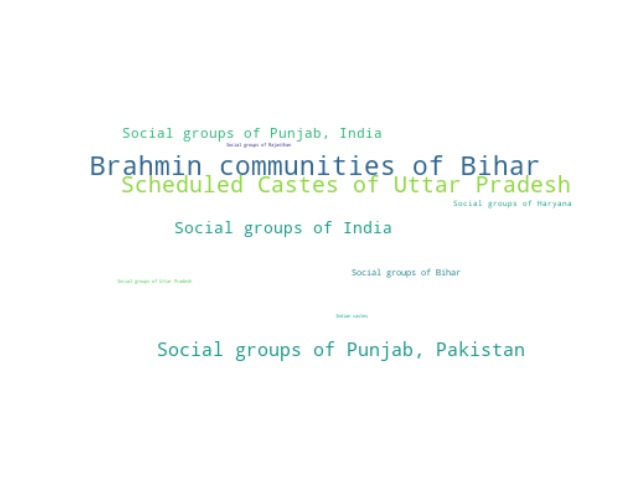 Social groups of Punjab, India
Social groups of Rajasthan
Brahmin communities of Bihar
Scheduled Castes of Uttar Pradesh
Social groups of Haryana
Social groups of India
Social groups of Bihar
Social groups of Uttar Pradesh
Indian castes
Social groups of Punjab, Pakistan